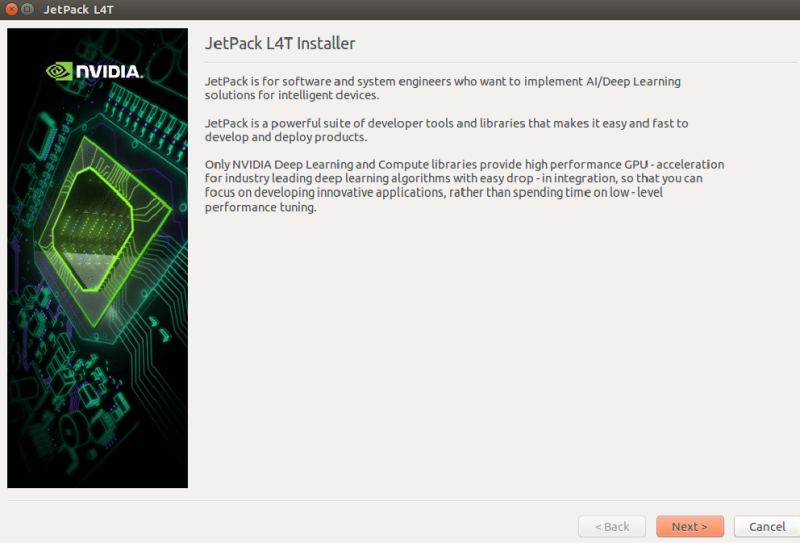 JetPack L4T
NVIDIA.
JetPack L4T Installer
JetPack is for software and system engineers who want to implement AI/Deep Learning
solutions for intelligent devices.
JetPack is a powerful suite of developer tools and libraries that makes it easy and fast to
develop and deploy products.
Only NVIDIA Deep Learning and Compute libraries provide high performance GPU - acceleration
for industry leading deep learning algorithms with easy drop - in integration, so that you can
focus on developing innovative applications, rather than spending time on low - level
performance tuning.
< Back
Next >
Cancel